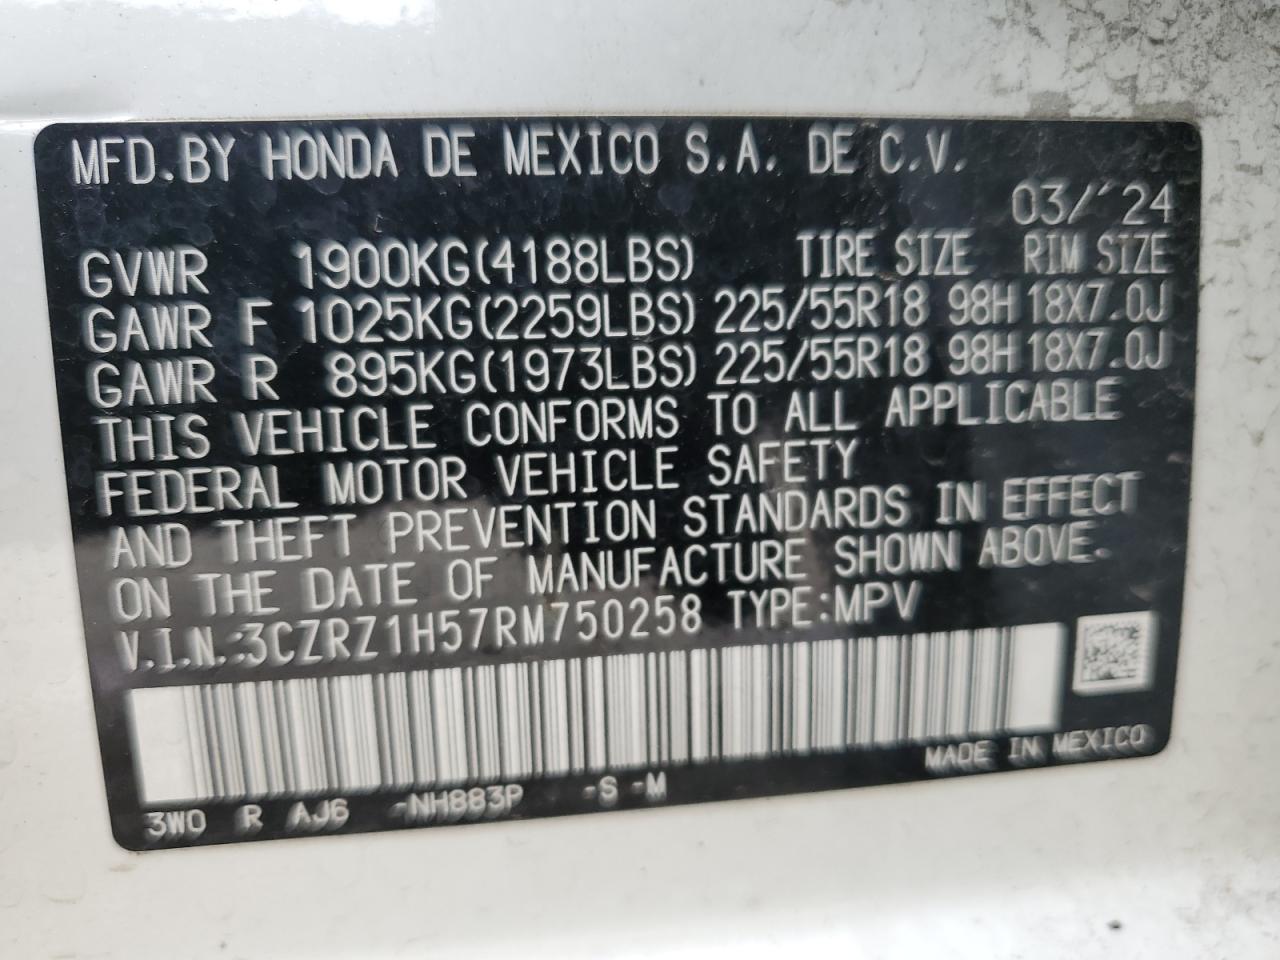 MFD.BY HONDA DE MEXICO S.A. DE C.V.
03/'24
GVWR 1900KG(4188LBS) TIRE SIZE RIM SIZE
GAWR F 1025KG(2259LBS) 225/55R18 98H 18X7.0J
GAWR R 895KG(1973LBS) 225/55R18 98H 18X7.0J
THIS VEHICLE CONFORMS TO ALL APPLICABLE
FEDERAL MOTOR VEHICLE SAFETY
AND THEFT PREVENTION STANDARDS IN EFFECT
ON THE DATE OF MANUFACTURE SHOWN ABOVE.
V.I.N.:3CZRZ1H57RM750258 TYPE:MPV
MADE IN MEXICO
3W0 R AJ6 -NH883P -S -M